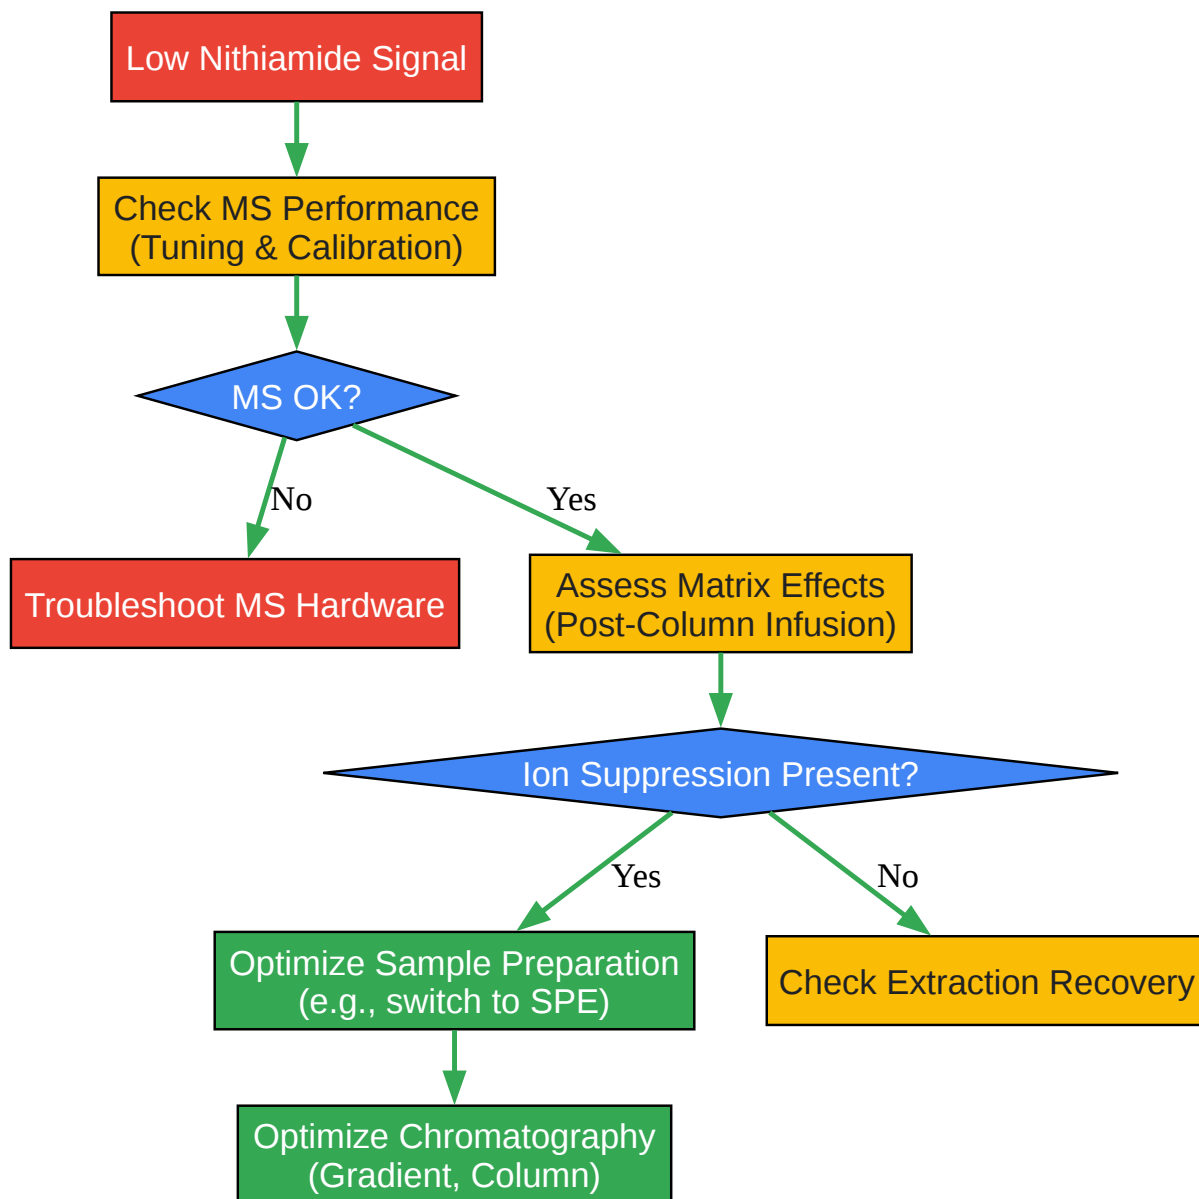 Low Nithiamide Signal
Check MS Performance
(Tuning & Calibration)
MS OK?
No
Yes
Troubleshoot MS Hardware
Assess Matrix Effects
(Post-Column Infusion)
Ion Suppression Present?
Yes
No
Optimize Sample Preparation
(e.g., switch to SPE)
Check Extraction Recovery
Optimize Chromatography
(Gradient, Column)